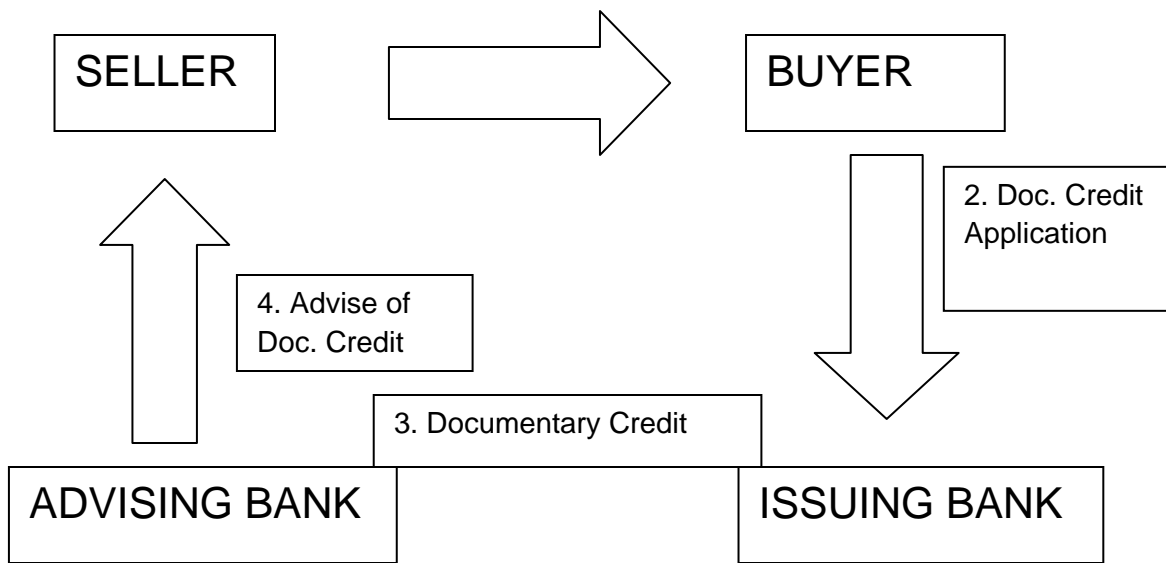 SELLER
BUYER
2. Doc. Credit
Application
4. Advise of
Doc. Credit
3. Documentary Credit
ADVISING BANK
ISSUING BANK